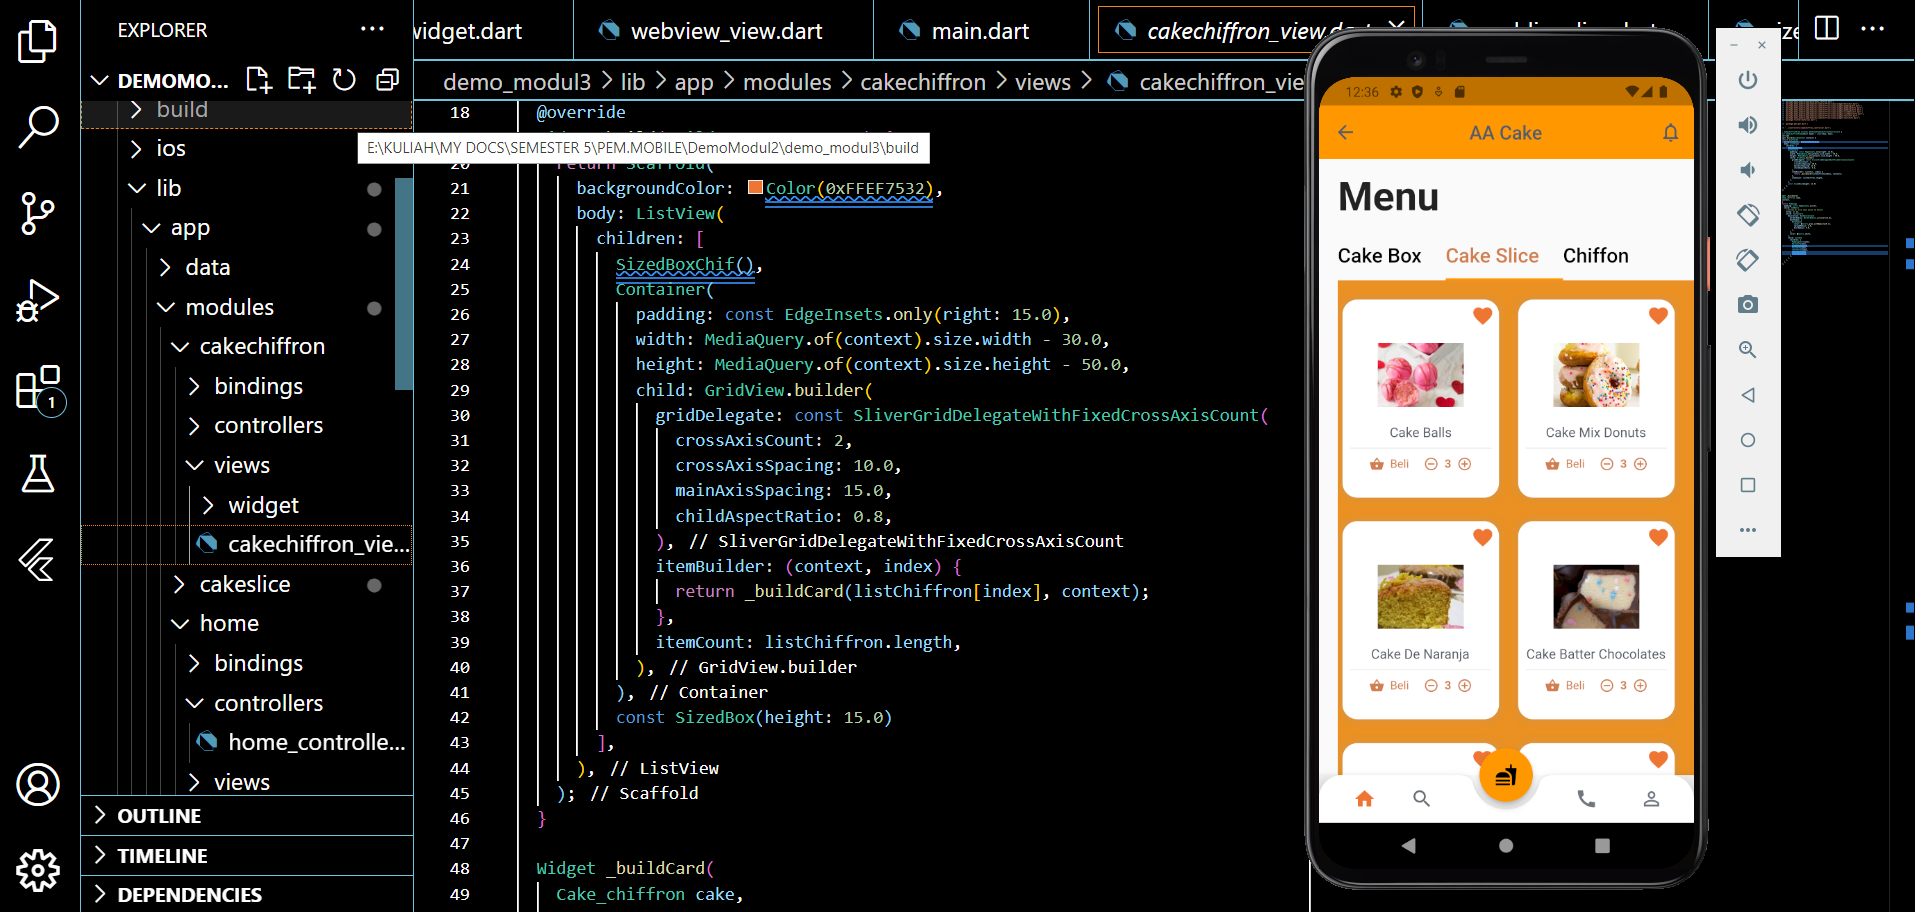 EXPLORER
DEMOMO...
build
ios
lib
app
data
modules
cakechiffron
bindings
controllers
views
widget
cakechiffron_vie...
cakeslice
home
bindings
controllers
home_controlle...
views
OUTLINE
TIMELINE
DEPENDENCIES
1
widget.dart
webview_view.dart
main.dart
cakechiffron_view.dart
demo_modul3 > lib > app > modules > cakechiffron > views > cakechiffron_vie
E:\KULIAH\MY DOCS\SEMESTER 5\PEM.MOBILE\DemoModul2\demo_modul3\build
18 @override
20 return Scaffold(
21 backgroundColor: Color(0xFFEF7532),
22 body: ListView(
23 children: [
24 SizedBoxChif(),
25 Container(
26 padding: const EdgeInsets.only(right: 15.0),
27 width: MediaQuery.of(context).size.width - 30.0,
28 height: MediaQuery.of(context).size.height - 50.0,
29 child: GridView.builder(
30 gridDelegate: const SliverGridDelegateWithFixedCrossAxisCount(
31 crossAxisCount: 2,
32 crossAxisSpacing: 10.0,
33 mainAxisSpacing: 15.0,
34 childAspectRatio: 0.8,
35 ), // SliverGridDelegateWithFixedCrossAxisCount
36 itemBuilder: (context, index) {
37 return _buildCard(listChiffron[index], context);
38 },
39 itemCount: listChiffron.length,
40 ), // GridView.builder
41 ), // Container
42 const SizedBox(height: 15.0)
43 ],
44 ), // ListView
45 ); // Scaffold
46 }
47
48 Widget _buildCard(
49 Cake_chiffron cake,
12:36
AA Cake
Menu
Cake Box Cake Slice Chiffon
Cake Balls
Beli 3
Cake Mix Donuts
Beli 3
Cake De Naranja
Beli 3
Cake Batter Chocolates
Beli 3